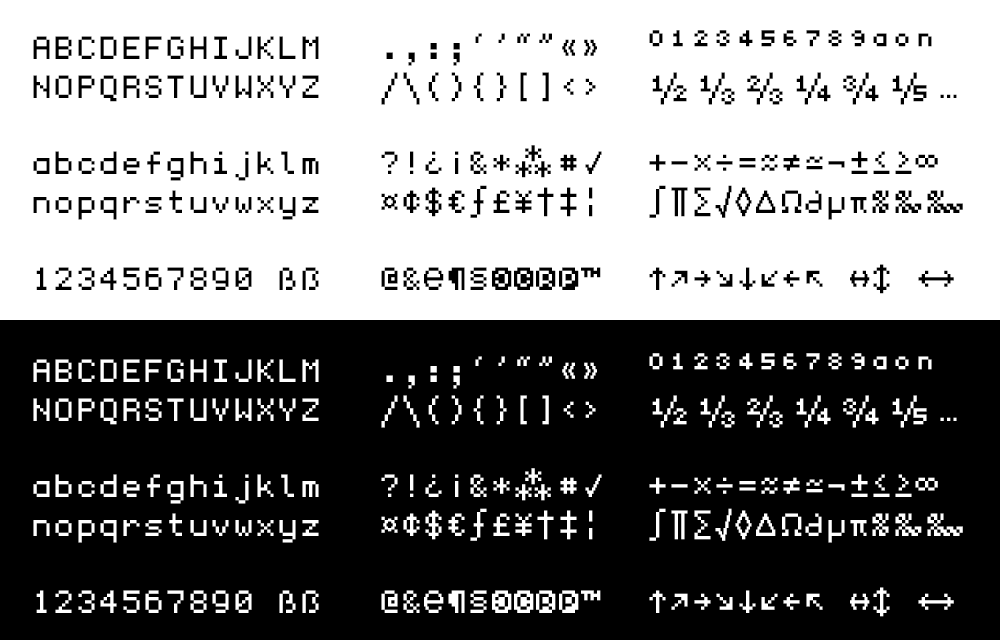 ABCDEFGHIJKLM .,:;‘’“”«» 0123456789aon
NOPQRSTUVWXYZ /\(){}[]<> ½ ⅓ ⅔ ¼ ¾ ⅕ …
abcdefghijklm ?!¿¡&*⁂#✓ +−×÷=≈≠≃¬±≤≥∞
nopqrstuvwxyz ¤¢$€ƒ£¥†‡¦ ∫∏∑√◊∆Ω∂µπ%‰‱
1234567890 ßẞ @&℮¶§©🄯®℗™ ↑↗→↘↓↙←↖ ↔↕ ⟷
ABCDEFGHIJKLM .,:;‘’“”«» 0123456789aon
NOPQRSTUVWXYZ /\(){}[]<> ½ ⅓ ⅔ ¼ ¾ ⅕ …
abcdefghijklm ?!¿¡&*⁂#✓ +−×÷=≈≠≃¬±≤≥∞
nopqrstuvwxyz ¤¢$€ƒ£¥†‡¦ ∫∏∑√◊∆Ω∂µπ%‰‱
1234567890 ßẞ @&℮¶§©🄯®℗™ ↑↗→↘↓↙←↖ ↔↕ ⟷